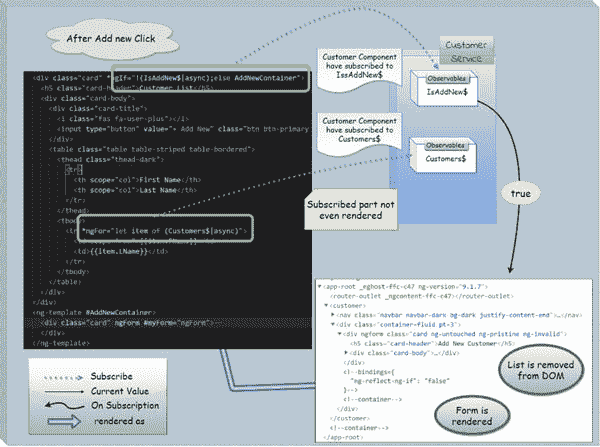 After Add new Click
<div class="card" *ngIf="!(IsAddNew$|async);else AddNewContainer">
<h5 class="card-header">Customer List</h5>
<div class="card-body">
<div class="card-title">
<i class="fas fa-user-plus"></i>
<input type="button" value="+ Add New" class="btn btn-primary
</div>
<table class="table table-striped table-bordered">
<thead class="thead-dark">
<tr>
<th scope="col">First Name</th>
<th scope="col">Last Name</th>
</tr>
</thead>
<tbody>
<tr *ngFor="let item of (Customers$|async)">
<td>{{item.LName}}</td>
</tr>
</tbody>
</table>
</div>
</div>
<ng-template #AddNewContainer>
<div class="card" ngForm #myForm="ngForm">
</div>
</ng-template>
Customer Component
have subscribed to
IssAddNew$
Customer Component
have subscribed to
Customers$
Subscribed part not
even rendered
Customer
Service
Observables
IsAddNew$
Observables
Customers$
true
Subscribe
Current Value
On Subscription
rendered as
<app-root _nghost-ffc-c47 ng-version="9.1.7">
<router-outlet _ngcontent-ffc-c47></router-outlet>
<customer>
<nav class="navbar navbar-dark bg-dark justify-content-end">…</nav>
<div class="container-fluid pt-3">
<div ngform class="card ng-untouched ng-pristine ng-invalid">
<h5 class="card-header">Add New Customer</h5>
<div class="card-body">…</div>
</div>
<!--bindings={
"ng-reflect-ng-if": "false"
}-->
<!--container-->
</div>
</customer>
<!--container-->
</app-root>
List is removed
from DOM
Form is
rendered